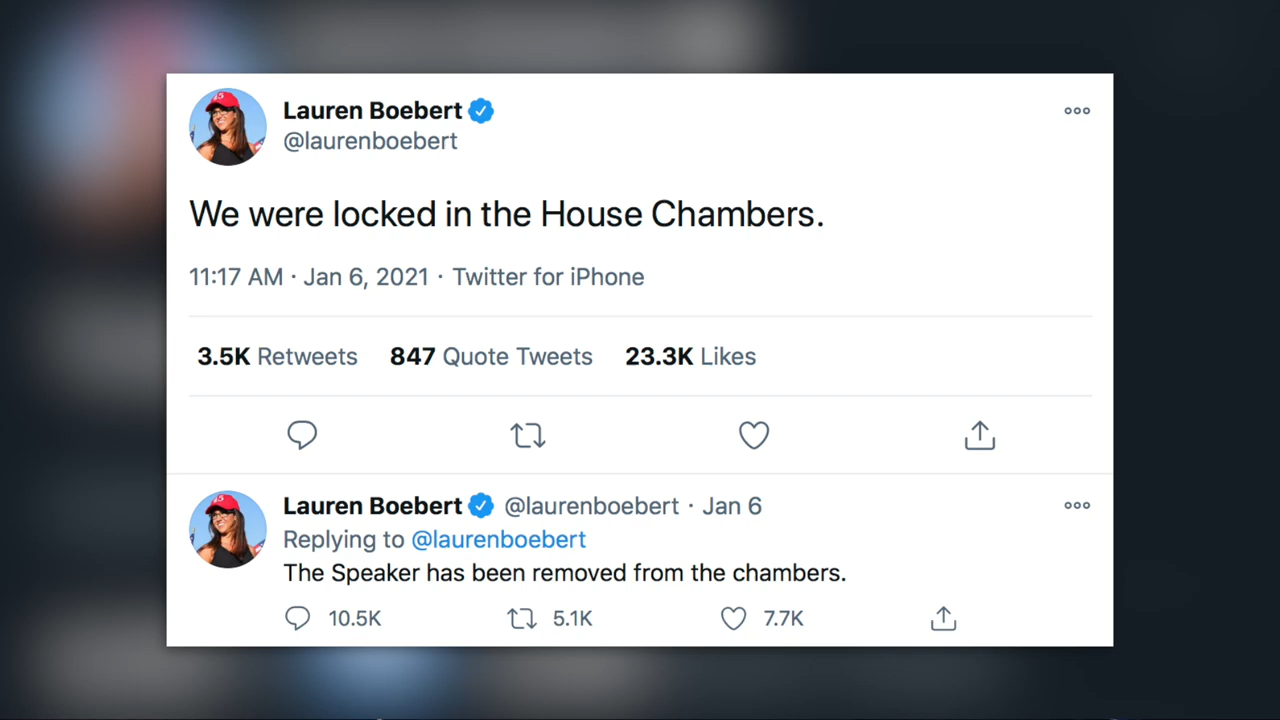 Lauren Boebert
@laurenboebert
We were locked in the House Chambers.
11:17 AM · Jan 6, 2021 · Twitter for iPhone
3.5K Retweets 847 Quote Tweets 23.3K Likes
Lauren Boebert @laurenboebert · Jan 6
Replying to @laurenboebert
The Speaker has been removed from the chambers.
10.5K 5.1K 7.7K